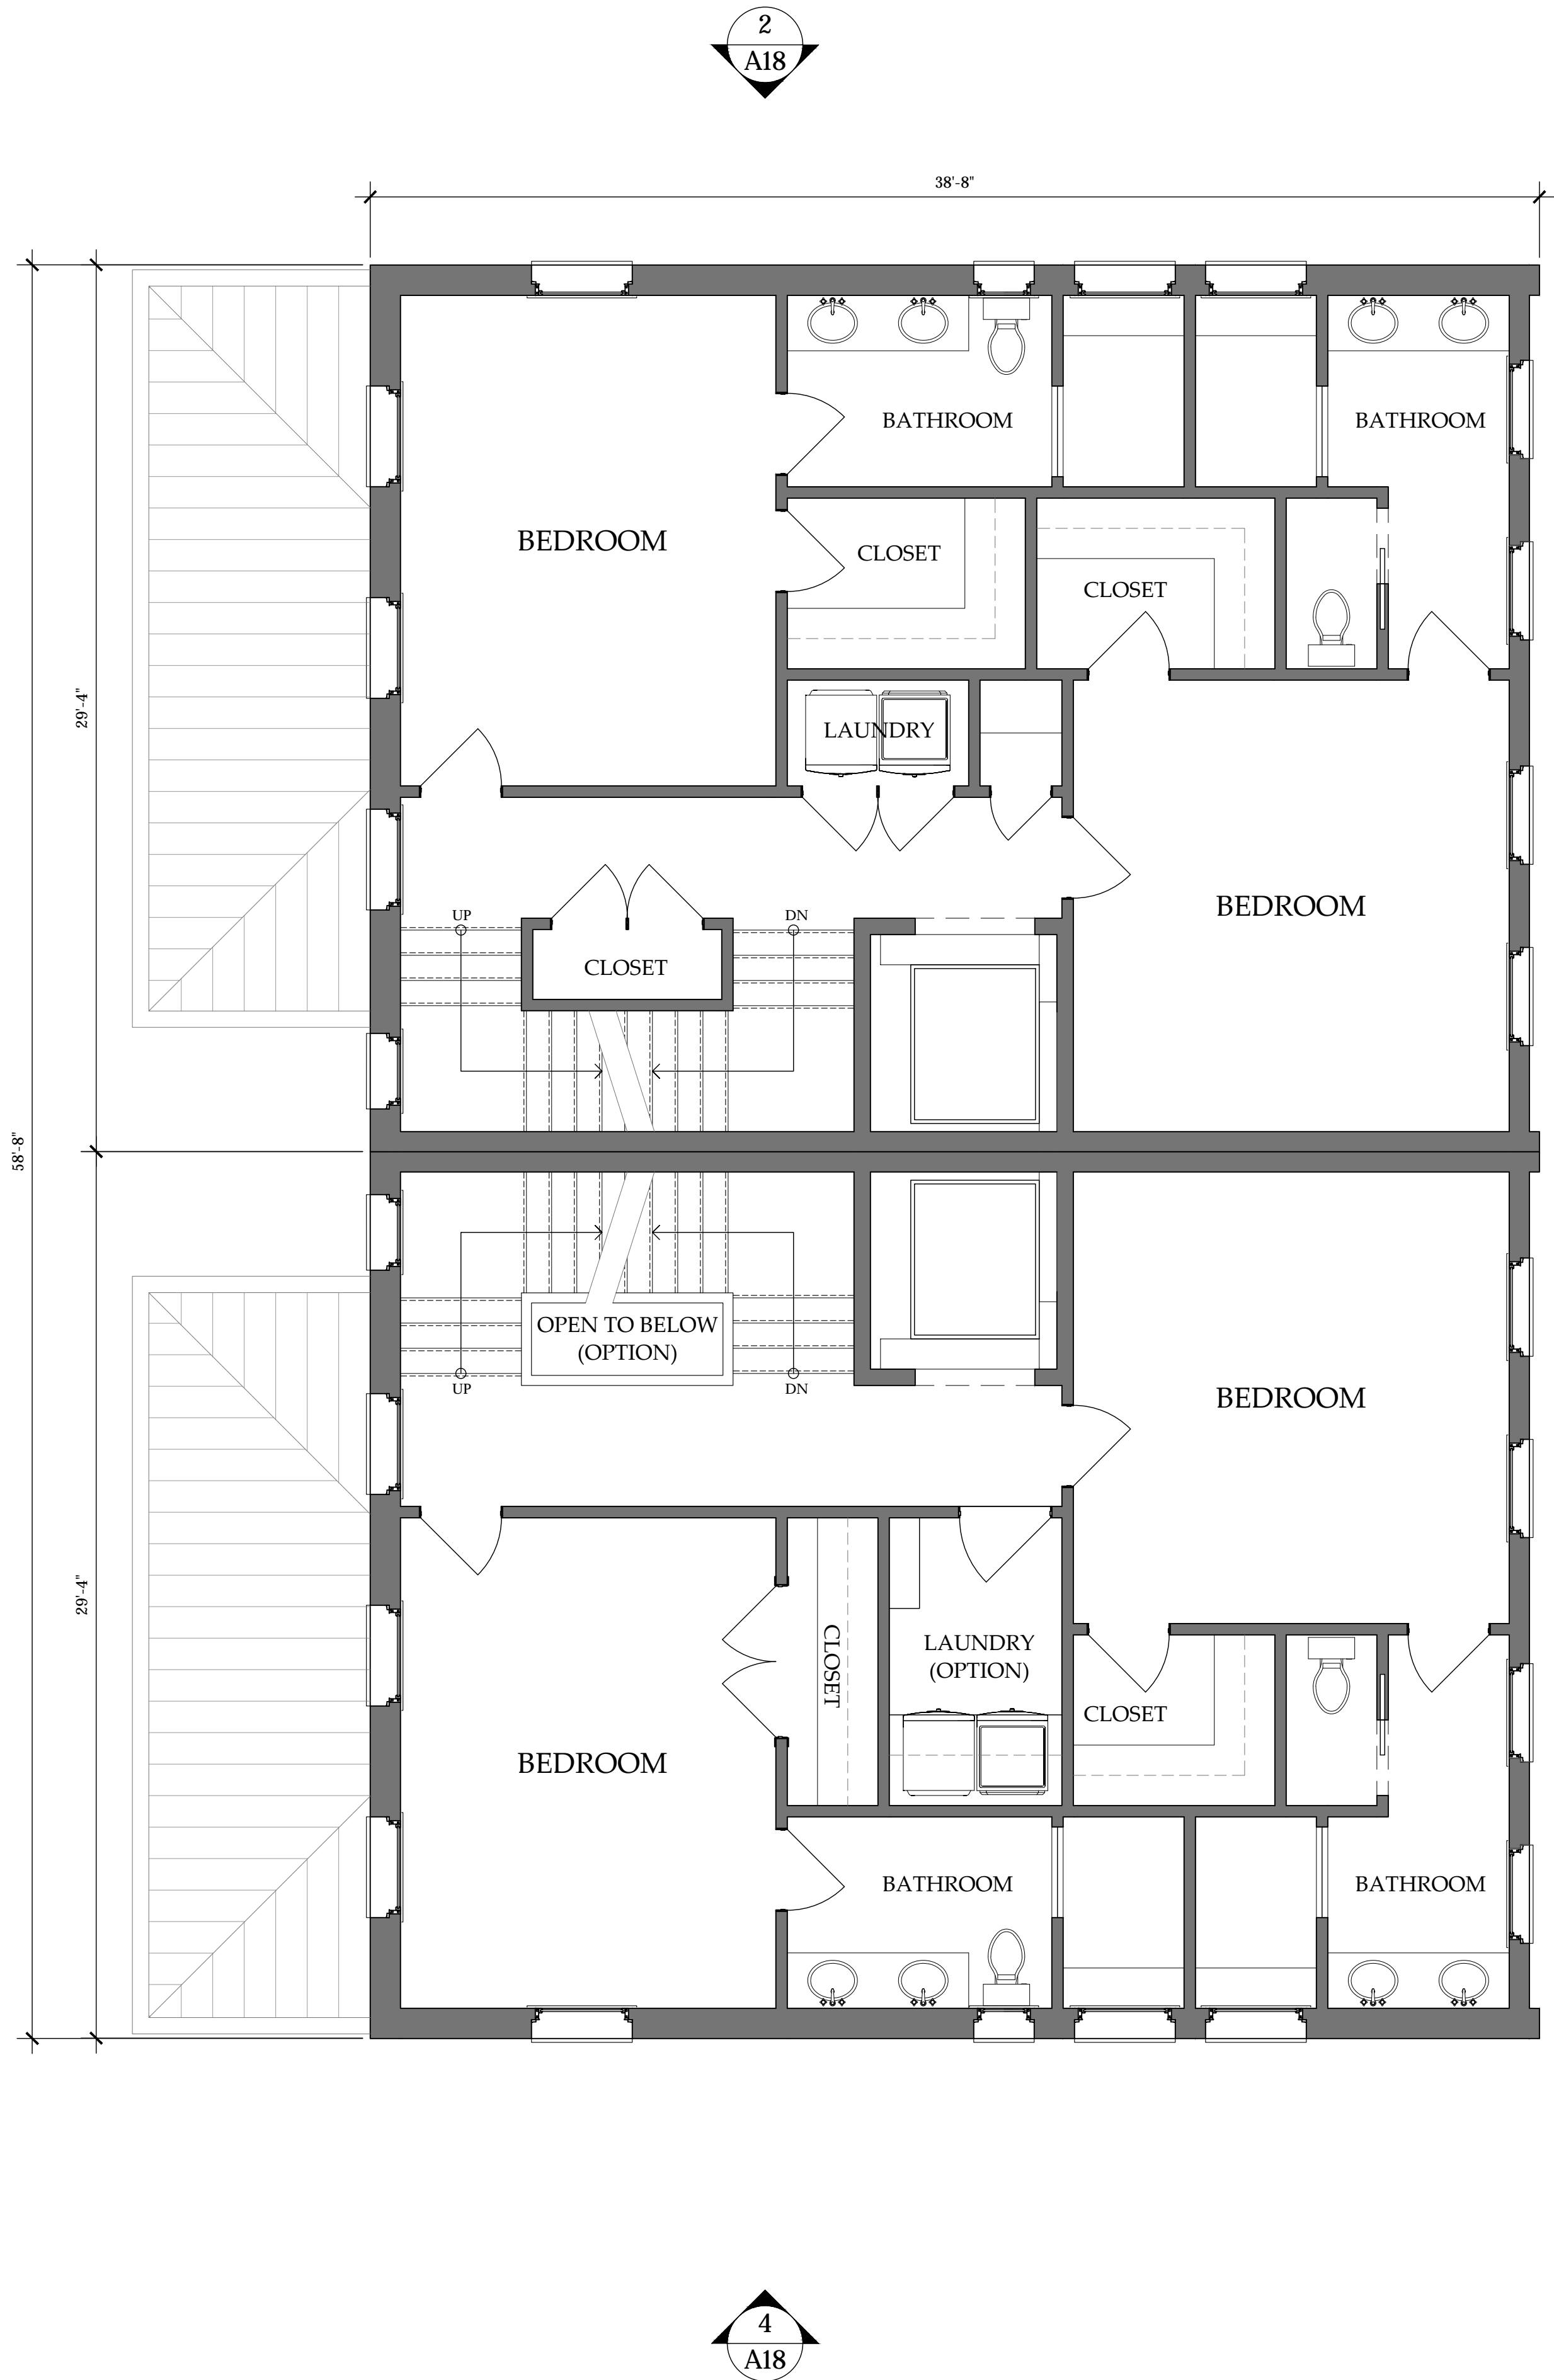 2
A18
38'-8"
BATHROOM
BATHROOM
BEDROOM
CLOSET
CLOSET
29'-4"
LAUNDRY
BEDROOM
UP
DN
CLOSET
58'-8"
OPEN TO BELOW
(OPTION)
UP
DN
BEDROOM
29'-4"
CLOSET
LAUNDRY
(OPTION)
CLOSET
BEDROOM
BATHROOM
BATHROOM
4
A18